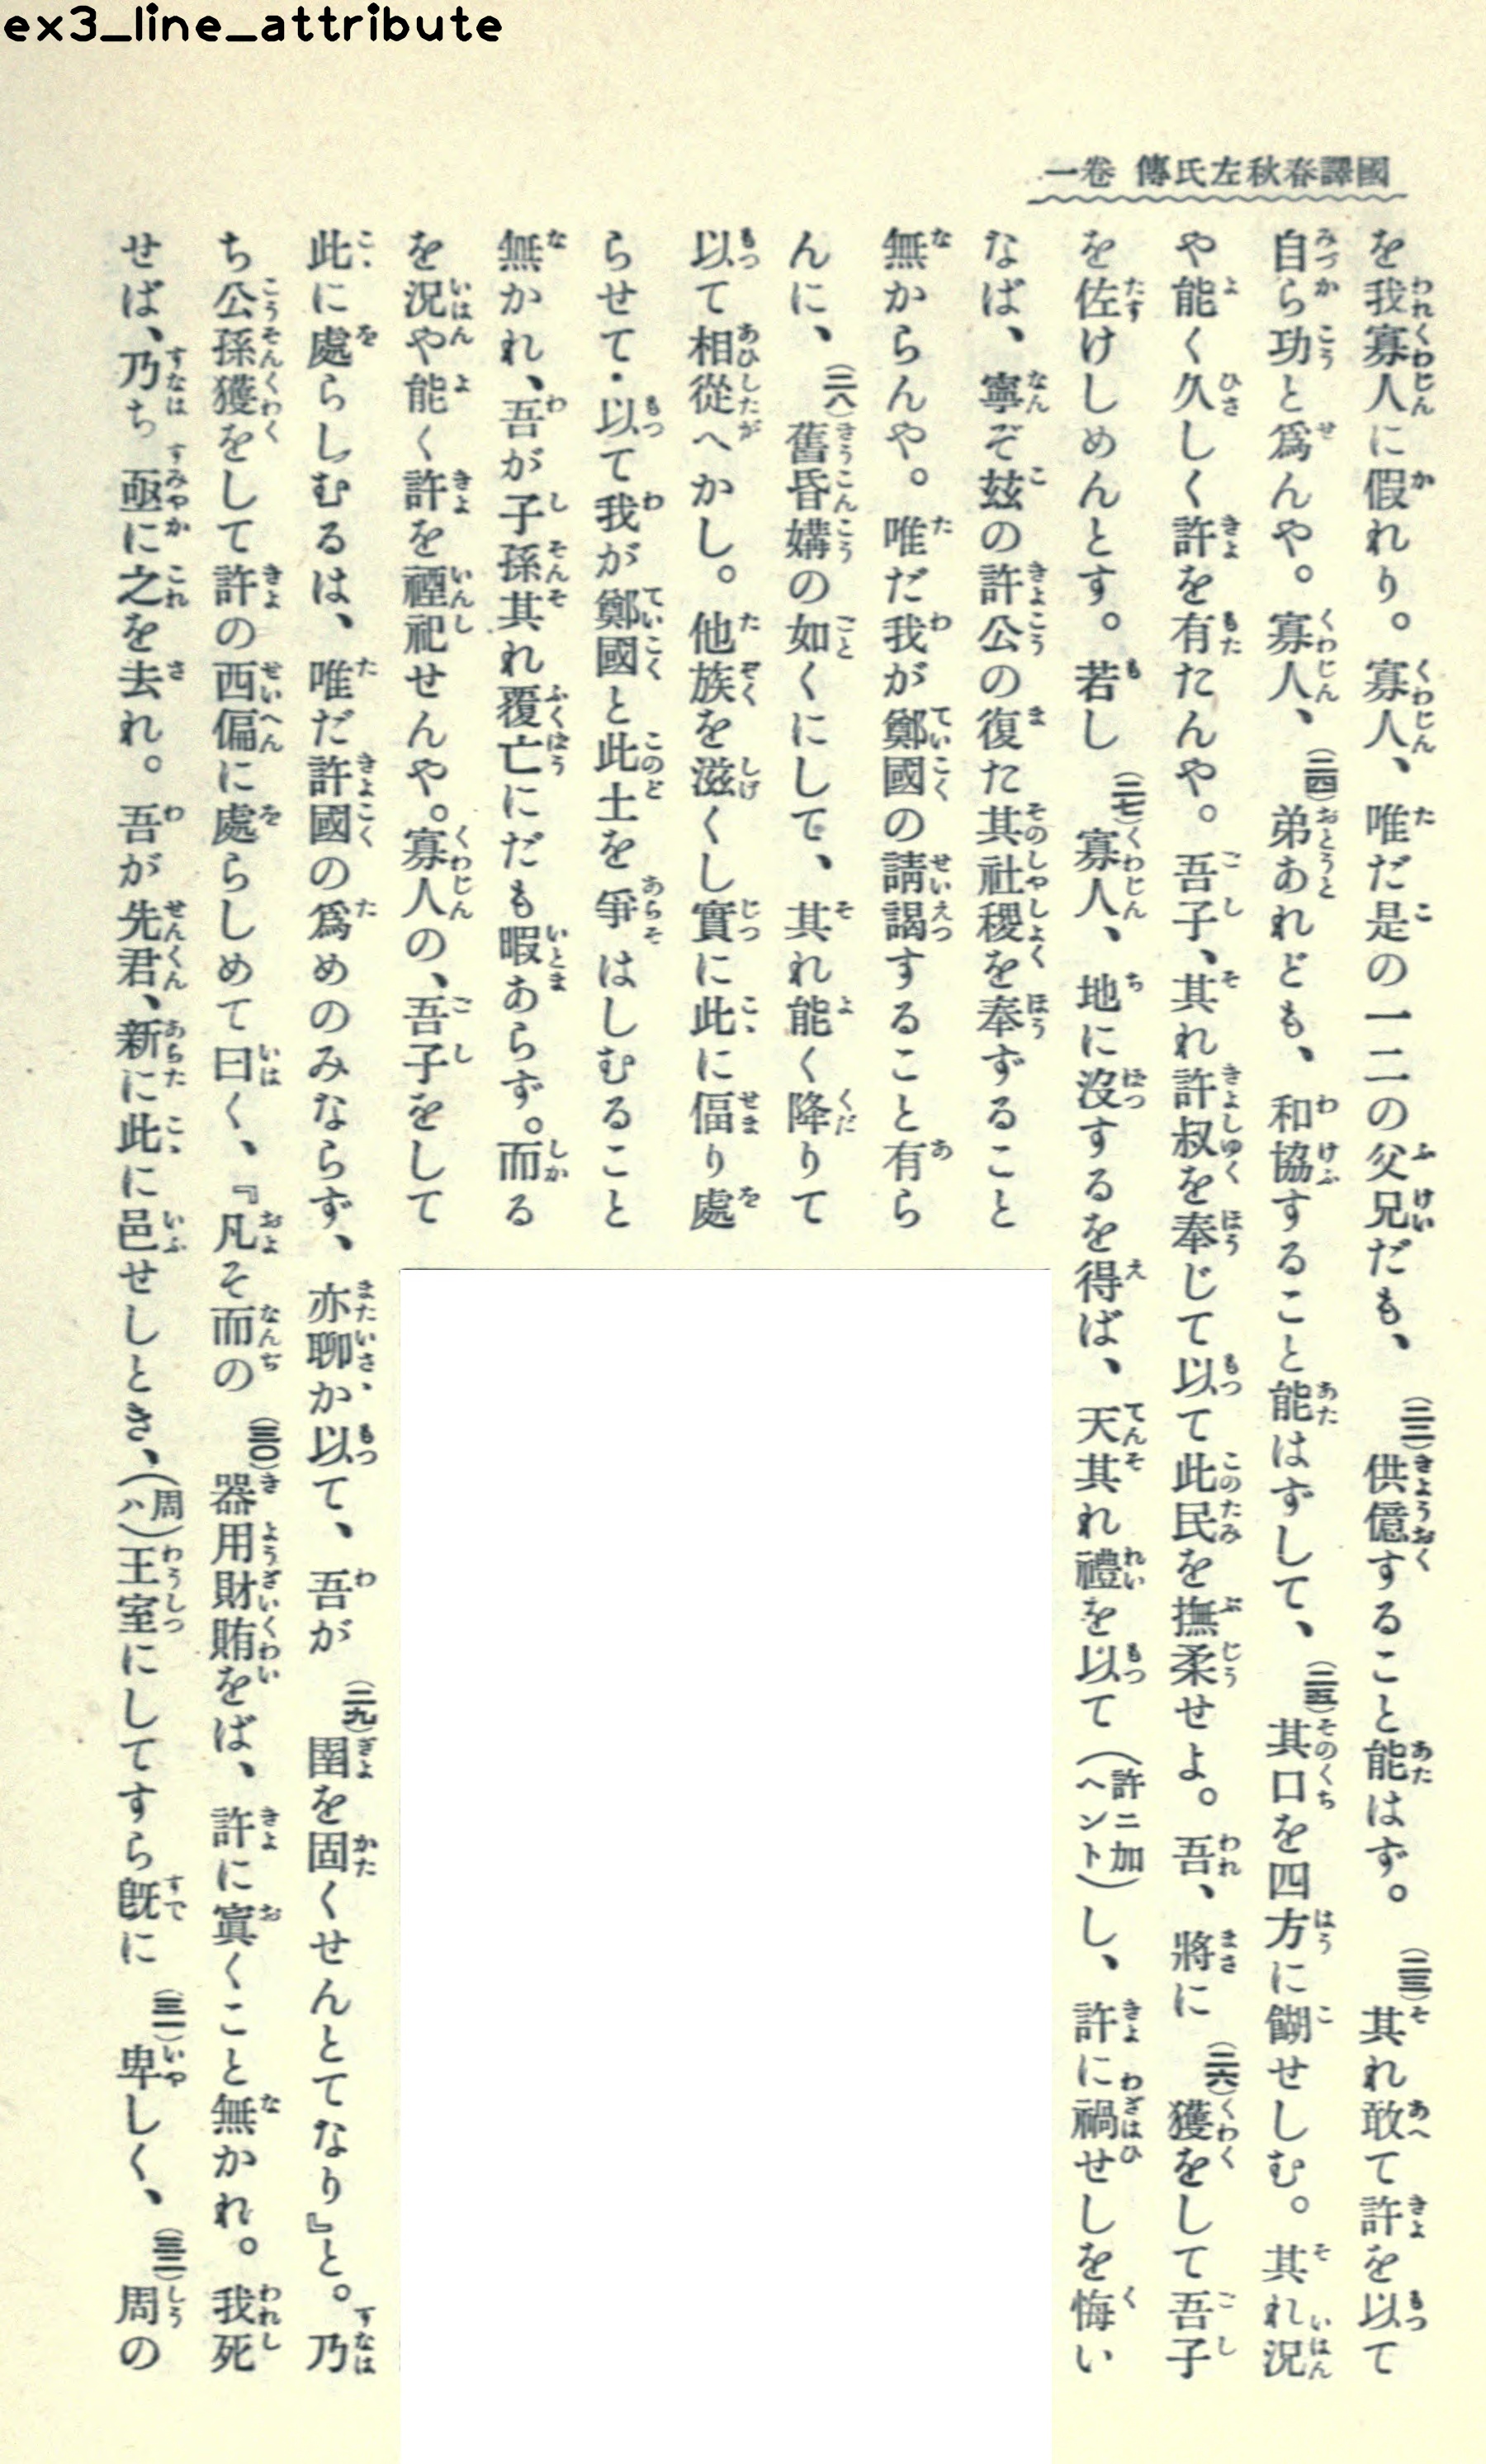 ex3_line_attribute
國譯春秋左氏傳 卷一
を我寡人に假れり。寡人、唯だ是の一二の父兄だも、(二二)供億すること能はず。(二三)其れ敢て許を以て
自ら功と爲んや。寡人、(二四)弟あれども、和協すること能はずして、(二五)其口を四方に餬せしむ。其れ況
や能く久しく許を有たんや。吾子、其れ許叔を奉じて以て此民を撫柔せよ。吾、將に(二六)獲をして吾子
を佐けしめんとす。若し(二七)寡人、地に沒するを得ば、天其れ禮を以て(許ニ加ヘント)し、許に禍せしを悔い
なば、寧ぞ玆の許公の復た其社稷を奉ずること
無からんや。唯だ我が鄭國の請謁すること有ら
んに、(二八)舊昏媾の如くにして、其れ能く降りて
以て相從へかし。他族を滋くし實に此に偪り處
らせて・以て我が鄭國と此土を爭はしむること
無かれ、吾が子孫其れ覆亡にだも暇あらず。而る
を況や能く許を禋祀せんや。寡人の、吾子をして
此に處らしむるは、唯だ許國の爲めのみならず、亦聊か以て、吾が(二九)圉を固くせんとてなり』と。乃
ち公孫獲をして許の西偏に處らしめて曰く、『凡そ而の(三〇)器用財賄をば、許に寘くこと無かれ。我死
せば、乃ち亟に之を去れ。吾が先君、新に此に邑せしとき、(周ハ)王室にしてすら旣に(三一)卑しく、(三二)周の